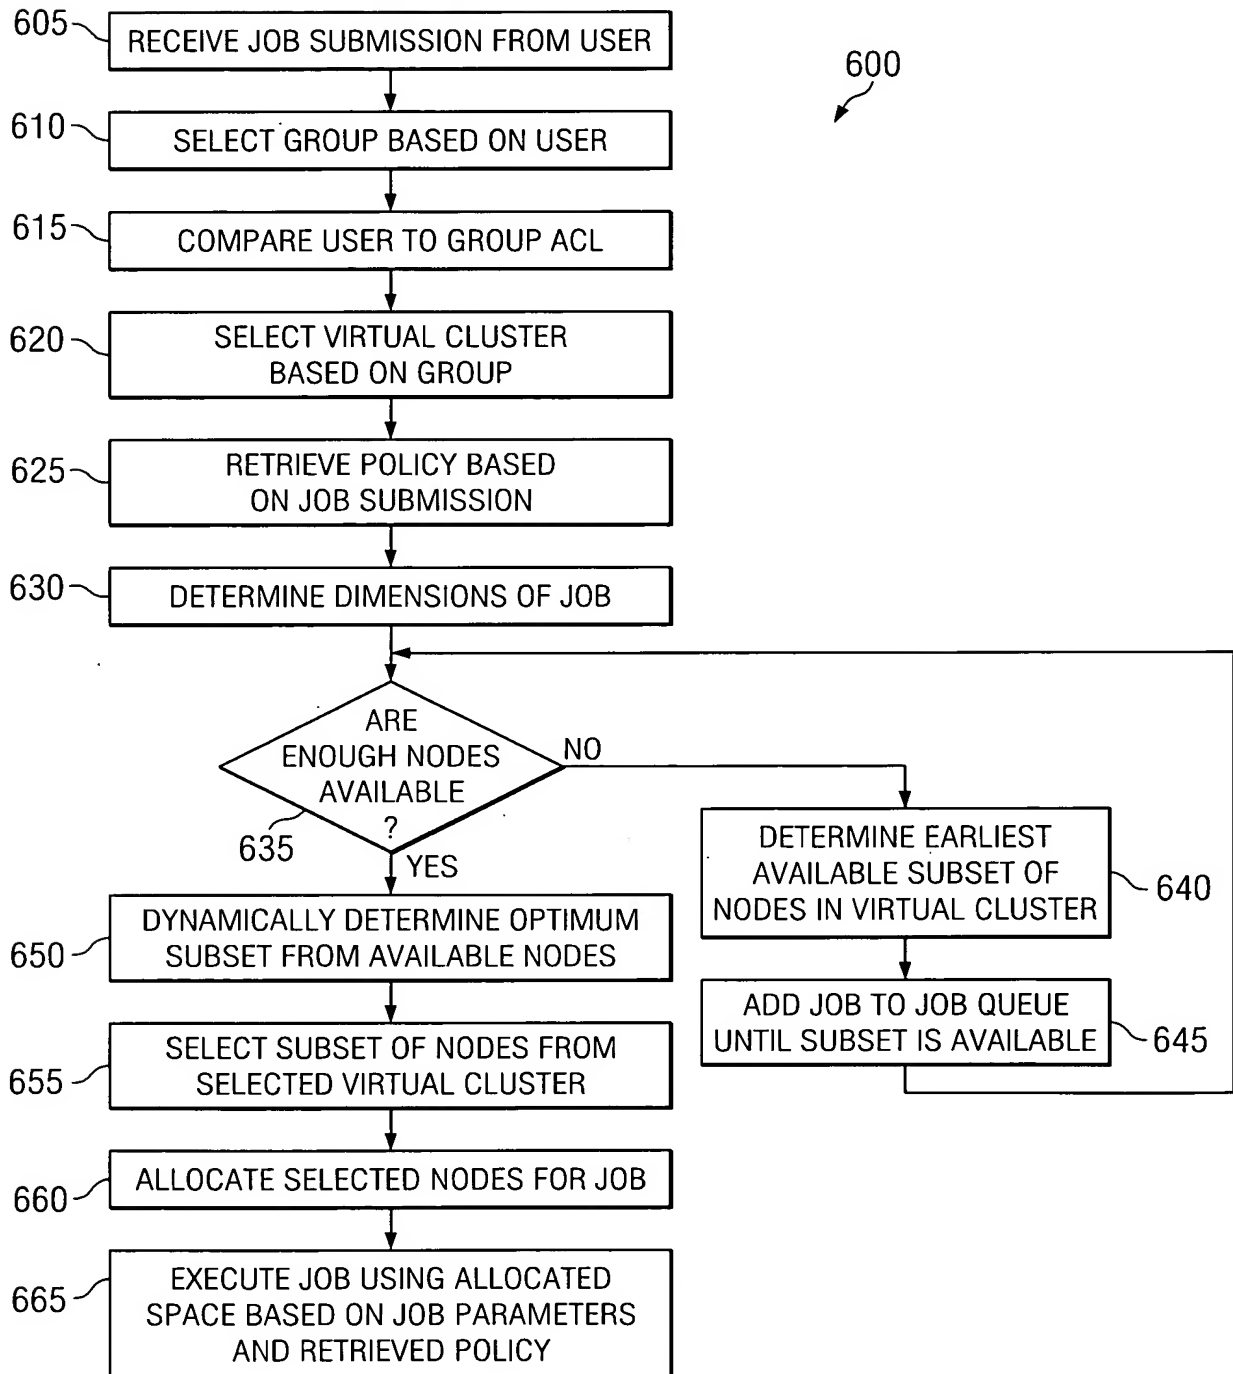 605
RECEIVE JOB SUBMISSION FROM USER
600
610
SELECT GROUP BASED ON USER
615
COMPARE USER TO GROUP ACL
620
SELECT VIRTUAL CLUSTER
BASED ON GROUP
625
RETRIEVE POLICY BASED
ON JOB SUBMISSION
630
DETERMINE DIMENSIONS OF JOB
ARE
ENOUGH NODES
AVAILABLE
?
635
NO
YES
DETERMINE EARLIEST
AVAILABLE SUBSET OF
NODES IN VIRTUAL CLUSTER
640
ADD JOB TO JOB QUEUE
UNTIL SUBSET IS AVAILABLE
645
650
DYNAMICALLY DETERMINE OPTIMUM
SUBSET FROM AVAILABLE NODES
655
SELECT SUBSET OF NODES FROM
SELECTED VIRTUAL CLUSTER
660
ALLOCATE SELECTED NODES FOR JOB
665
EXECUTE JOB USING ALLOCATED
SPACE BASED ON JOB PARAMETERS
AND RETRIEVED POLICY